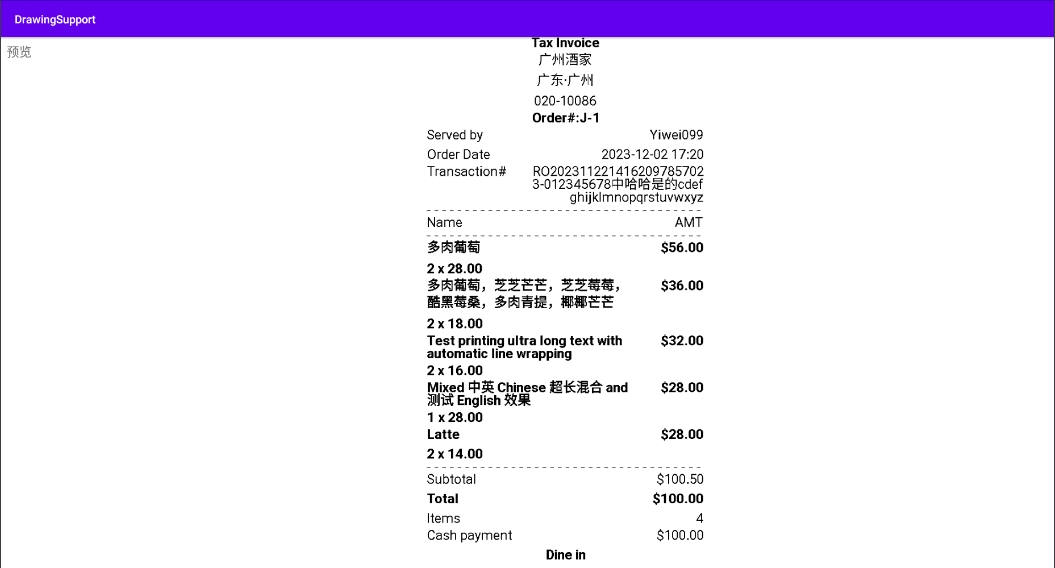 DrawingSupport
预览
Tax Invoice
广州酒家
广东·广州
020-10086
Order#:J-1
Served by Yiwei099
Order Date 2023-12-02 17:20
Transaction# RO202311221416209785702
3-012345678中哈哈是的cdef
ghijklmnopqrstuvwxyz
Name AMT
多肉葡萄 $56.00
2 x 28.00
多肉葡萄，芝芝芒芒，芝芝莓莓， $36.00
酷黑莓桑，多肉青提，椰椰芒芒
2 x 18.00
Test printing ultra long text with $32.00
automatic line wrapping
2 x 16.00
Mixed 中英 Chinese 超长混合 and $28.00
测试 English 效果
1 x 28.00
Latte $28.00
2 x 14.00
Subtotal $100.50
Total $100.00
Items 4
Cash payment $100.00
Dine in